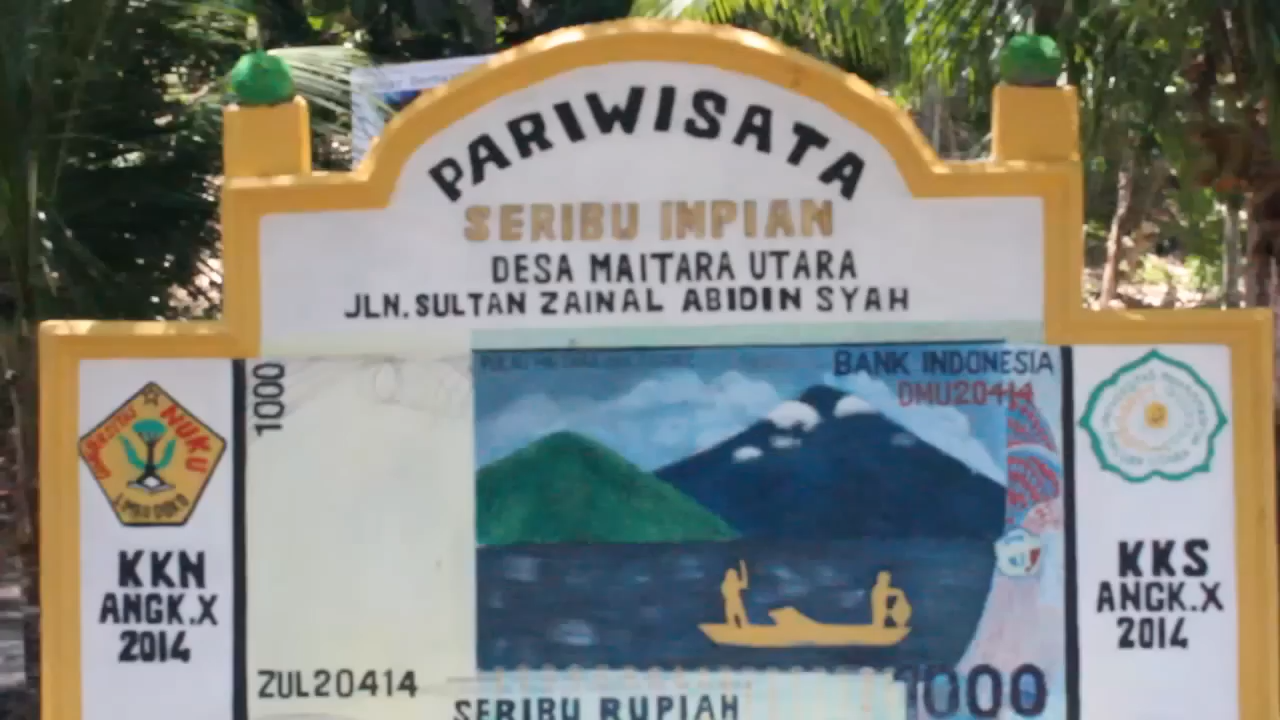 PARIWISATA
SERIBU IMPIAN
DESA MAITARA UTARA
JLN. SULTAN ZAINAL ABIDIN SYAH
1000
BANK INDONESIA
DMU20414
NUKU
KKN
ANGK.X
2014
KKS
ANGK.X
2014
ZUL20414
1000
SERIBU RUPIAH